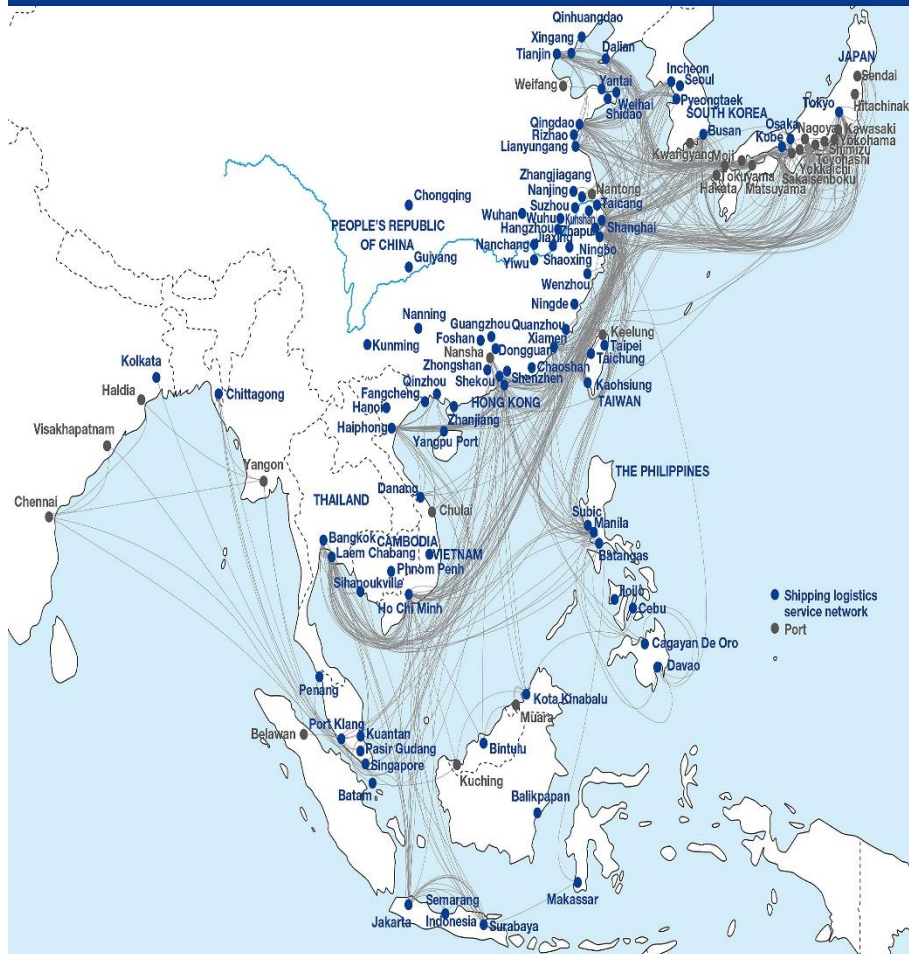 Qinhuangdao
Xingang
Tianjin
Dalian
JAPAN
Sendai
Incheon
Seoul
Weifang
Yantai
Weihai
Shidao
Pyeongtaek
Hitachinak
SOUTH KOREA
Tokyo
Qingdao
Rizhao
Lianyungang
Busan
Osaka
Kobe
Nagoya
Kawasaki
Yokohama
Shimizu
Toyohashi
Yokkaichi
Sakaisenboku
Kwangyang
Moji
Tokuyama
Hakata
Matsuyama
Zhangjiagang
Nanjing
Nantong
Chongqing
Suzhou
Taicang
Wuhan
Wuhu
Kunshan
PEOPLE'S REPUBLIC
OF CHINA
Hangzhou
Zhapu
Shanghai
Nanchang
Jiaxing
Ningbo
Guiyang
Yiwu
Shaoxing
Wenzhou
Ningde
Nanning
Guangzhou
Quanzhou
Keelung
Kunming
Foshan
Xiamen
Taipei
Nansha
Dongguan
Taichung
Kolkata
Zhongshan
Chaoshan
Haldia
Chittagong
Qinzhou
Shekou
Shenzhen
Kaohsiung
Fangcheng
HONG KONG
TAIWAN
Hanoi
Zhanjiang
Visakhapatnam
Haiphong
Yangpu Port
Yangon
THE PHILIPPINES
Chennai
THAILAND
Danang
Chulai
Subic
Manila
Bangkok
CAMBODIA
VIETNAM
Batangas
Laem Chabang
Phnom Penh
Sihanoukville
Ho Chi Minh
Iloilo
Cebu
Shipping logistics
service network
Port
Cagayan De Oro
Davao
Penang
Kota Kinabalu
Muara
Port Klang
Kuantan
Belawan
Pasir Gudang
Bintulu
Singapore
Kuching
Batam
Balikpapan
Makassar
Semarang
Jakarta
Indonesia
Surabaya